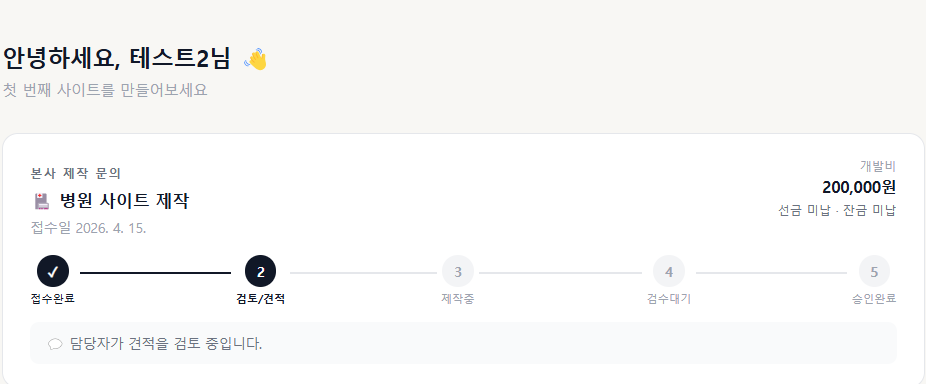 안녕하세요, 테스트2님 👋
첫 번째 사이트를 만들어보세요
본사 제작 문의
병원 사이트 제작
접수일 2026. 4. 15.
개발비
200,000원
선금 미납 · 잔금 미납
✓
접수완료
2
검토/견적
3
제작중
4
검수대기
5
승인완료
담당자가 견적을 검토 중입니다.